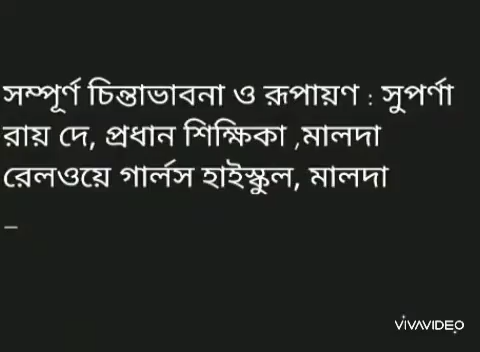 সম্পূর্ণ চিন্তাভাবনা ও রূপায়ণ : সুপর্ণা
রায় দে, প্রধান শিক্ষিকা ,মালদা
রেলওয়ে গার্লস হাইস্কুল, মালদা
_
VIVAVIDEO